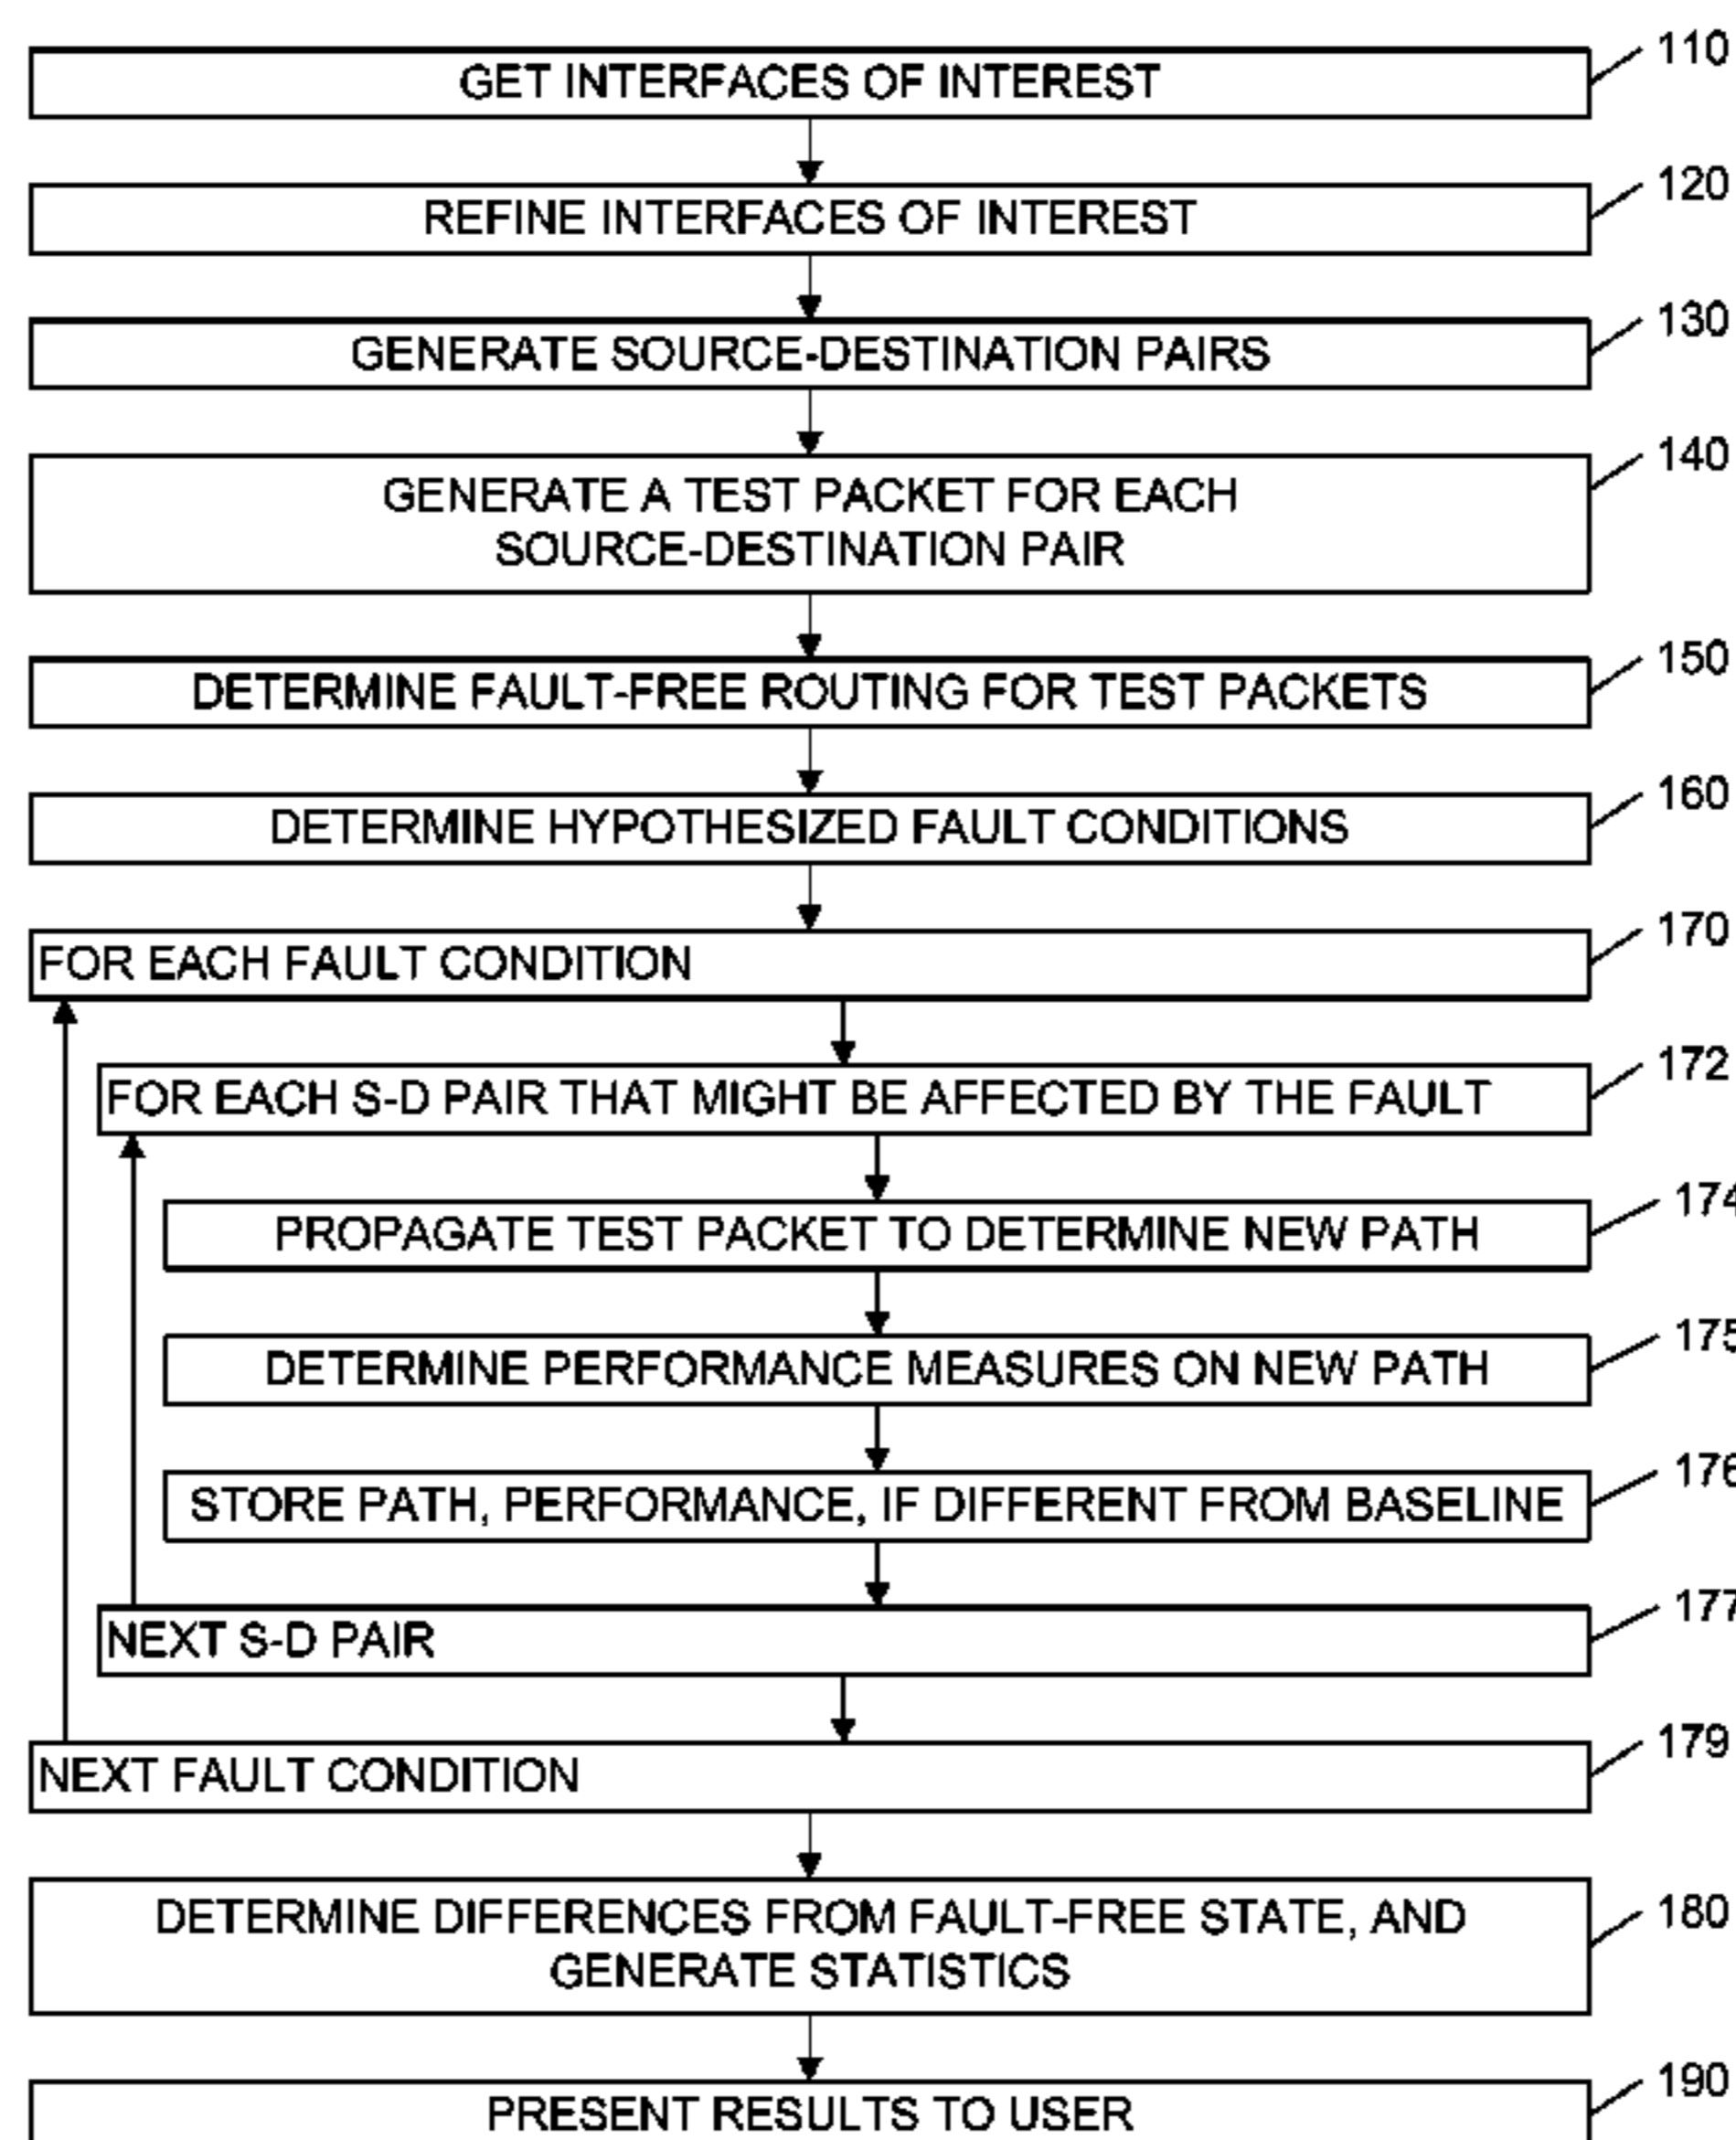 110
GET INTERFACES OF INTEREST
120
REFINE INTERFACES OF INTEREST
130
GENERATE SOURCE-DESTINATION PAIRS
140
GENERATE A TEST PACKET FOR EACH
SOURCE-DESTINATION PAIR
150
DETERMINE FAULT-FREE ROUTING FOR TEST PACKETS
160
DETERMINE HYPOTHESIZED FAULT CONDITIONS
170
FOR EACH FAULT CONDITION
172
FOR EACH S-D PAIR THAT MIGHT BE AFFECTED BY THE FAULT
174
PROPAGATE TEST PACKET TO DETERMINE NEW PATH
175
DETERMINE PERFORMANCE MEASURES ON NEW PATH
176
STORE PATH, PERFORMANCE, IF DIFFERENT FROM BASELINE
177
NEXT S-D PAIR
179
NEXT FAULT CONDITION
180
DETERMINE DIFFERENCES FROM FAULT-FREE STATE, AND
GENERATE STATISTICS
190
PRESENT RESULTS TO USER